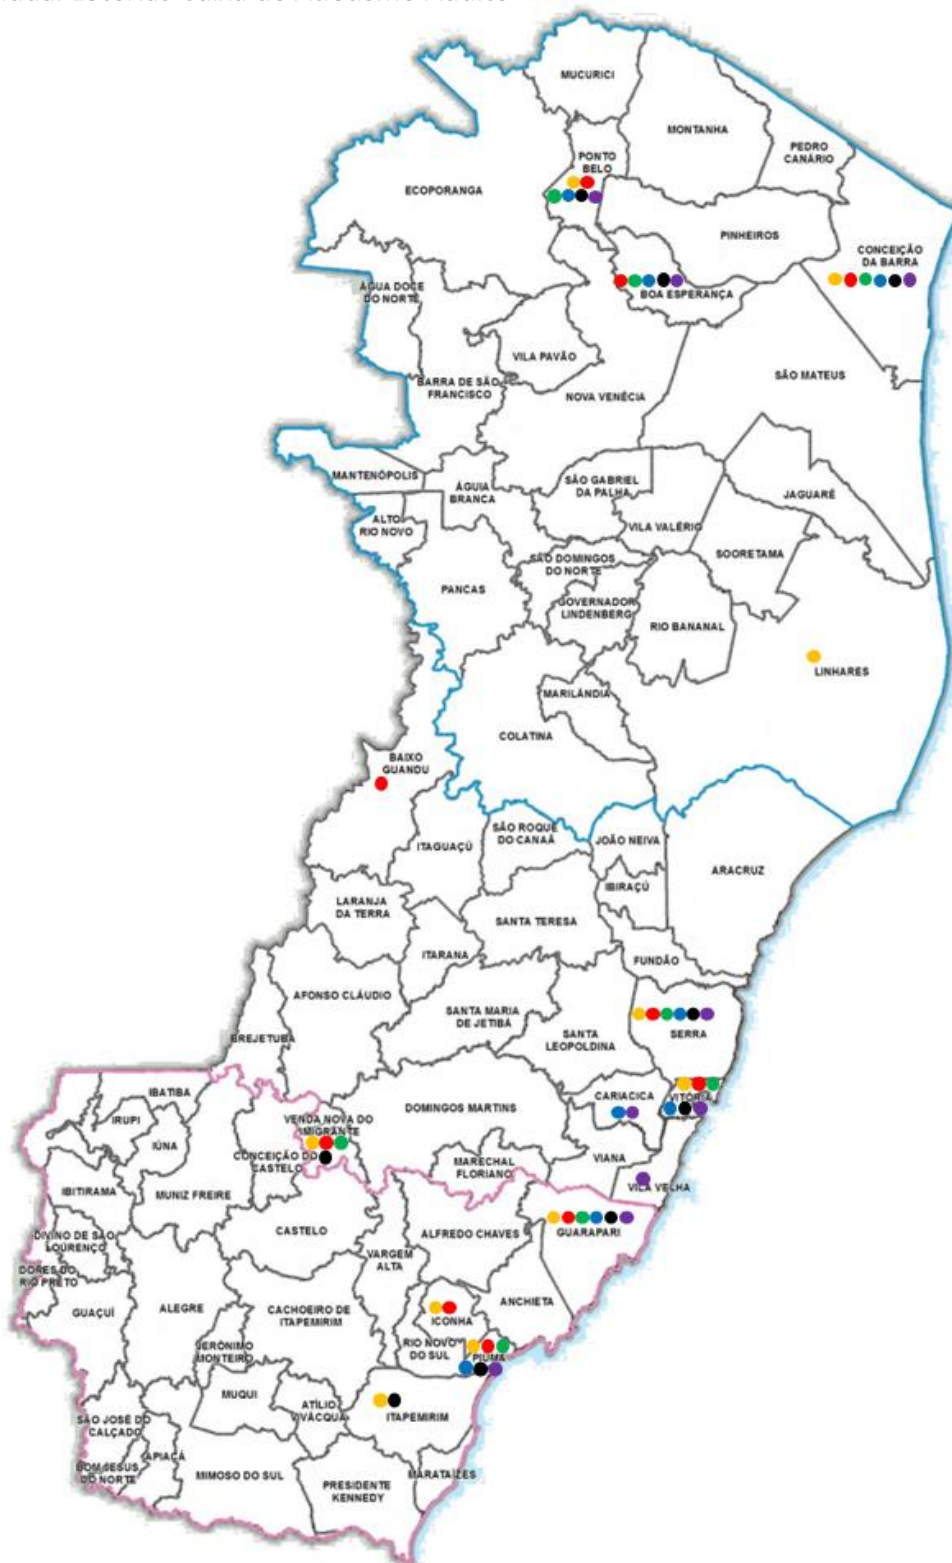 MUCURICI
MONTANHA
PEDRO
CANÁRIO
PONTO
BELO
ECOPORANGA
PINHEIROS
CONCEIÇÃO
DA BARRA
ÁGUA DOCE
DO NORTE
BOA ESPERANÇA
VILA PAVÃO
BARRA DE SÃO
FRANCISCO
NOVA VENÉCIA
SÃO MATEUS
MANTENÓPOLIS
ÁGUIA
BRANCA
SÃO GABRIEL
DA PALHA
JAGUARÉ
ALTO
RIO NOVO
VILA VALÉRIO
SOORETAMA
SÃO DOMINGOS
DO NORTE
PANCAS
GOVERNADOR
LINDENBERG
RIO BANANAL
LINHARES
MARILÂNDIA
COLATINA
BAIXO
GUANDU
SÃO ROQUE
DO CANAÃ
JOÃO NEIVA
ITAGUAÇÚ
ARACRUZ
IBIRAÇÚ
LARANJA
DA TERRA
SANTA TERESA
ITARANA
FUNDÃO
AFONSO CLÁUDIO
SANTA MARIA
DE JETIBÁ
SANTA
LEOPOLDINA
SERRA
BREJETUBA
IBATIBA
CARIACICA
VITÓRIA
IRUPI
VENDA NOVA DO
IMIGRANTE
DOMINGOS MARTINS
IÚNA
CONCEIÇÃO DO
CASTELO
MARECHAL
FLORIANO
VIANA
VILA VELHA
IBITIRAMA
MUNIZ FREIRE
CASTELO
ALFREDO CHAVES
GUARAPARI
DIVINO DE SÃO
LOURENÇO
VARGEM
ALTA
DORES DO
RIO PRETO
GUAÇUÍ
ALEGRE
CACHOEIRO DE
ITAPEMIRIM
ANCHIETA
ICONHA
JERÔNIMO
MONTEIRO
RIO NOVO
DO SUL
PIÚMA
MUQUI
ATÍLIO
VIVÁCQUA
ITAPEMIRIM
SÃO JOSÉ DO
CALÇADO
APIACÁ
BOM JESUS
DO NORTE
MIMOSO DO SUL
PRESIDENTE
KENNEDY
MARATAÍZES